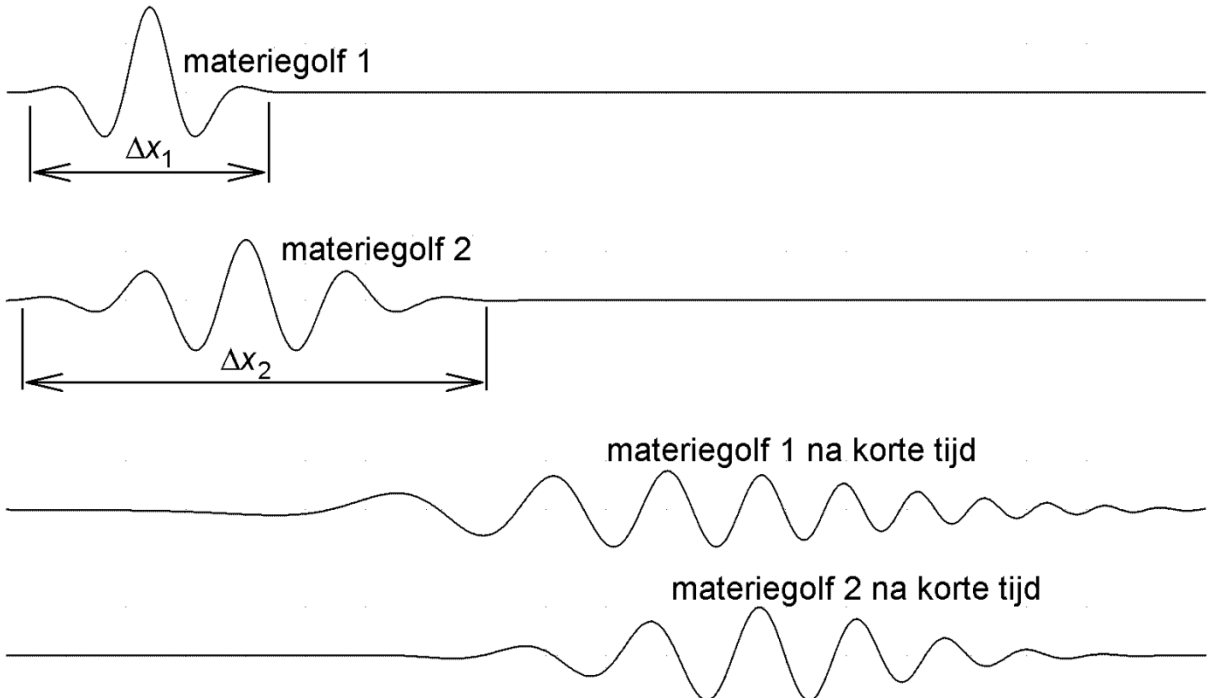 materiegolf 1
Δx₁
materiegolf 2
Δx₂
materiegolf 1 na korte tijd
materiegolf 2 na korte tijd